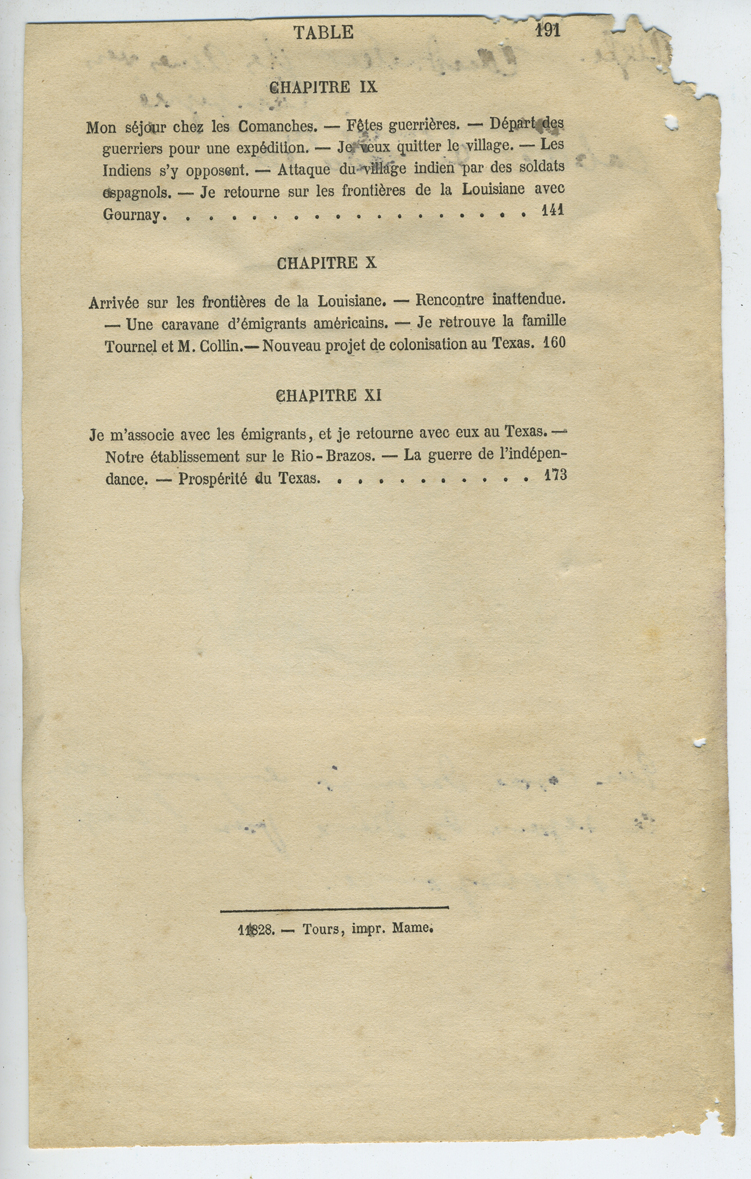 TABLE 191
CHAPITRE IX
Mon séjour chez les Comanches. — Fêtes guerrières. — Départ des
guerriers pour une expédition. — Je veux quitter le village. — Les
Indiens s'y opposent. — Attaque du village indien par des soldats
espagnols. — Je retourne sur les frontières de la Louisiane avec
Gournay. . . . . . . . . . . . . . . . . . 141
CHAPITRE X
Arrivée sur les frontières de la Louisiane. — Rencontre inattendue.
— Une caravane d'émigrants américains. — Je retrouve la famille
Tournel et M. Collin. — Nouveau projet de colonisation au Texas. 160
CHAPITRE XI
Je m'associe avec les émigrants, et je retourne avec eux au Texas. —
Notre établissement sur le Rio-Brazos. — La guerre de l'indépen-
dance. — Prospérité du Texas. . . . . . . . . . . 173
— Tours, impr. Mame.